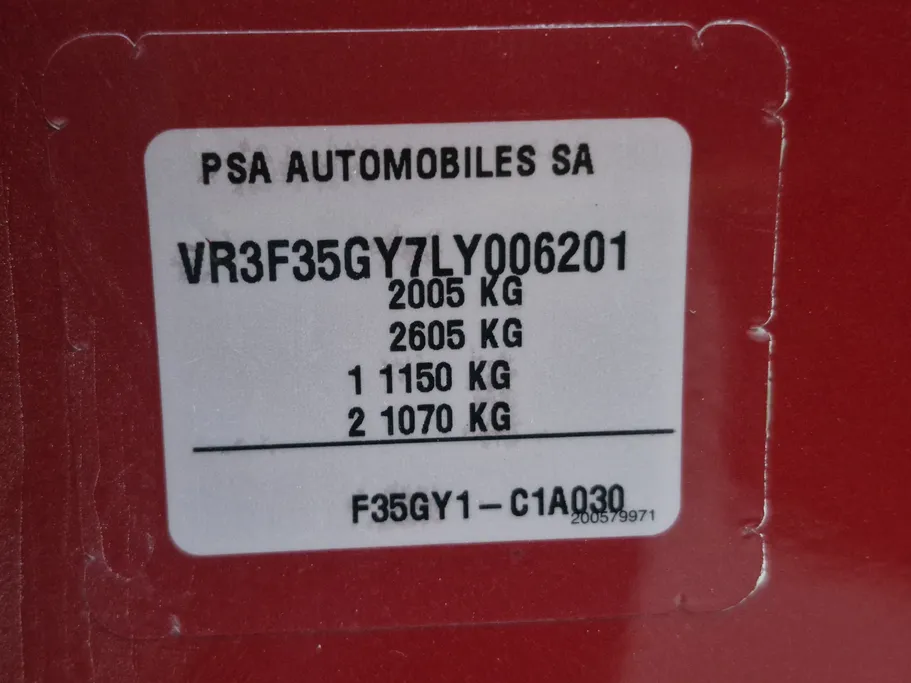 PSA AUTOMOBILES SA
VR3F35GY7LY006201
2005 KG
2605 KG
1 1150 KG
2 1070 KG
F35GY1-C1A030
200579971